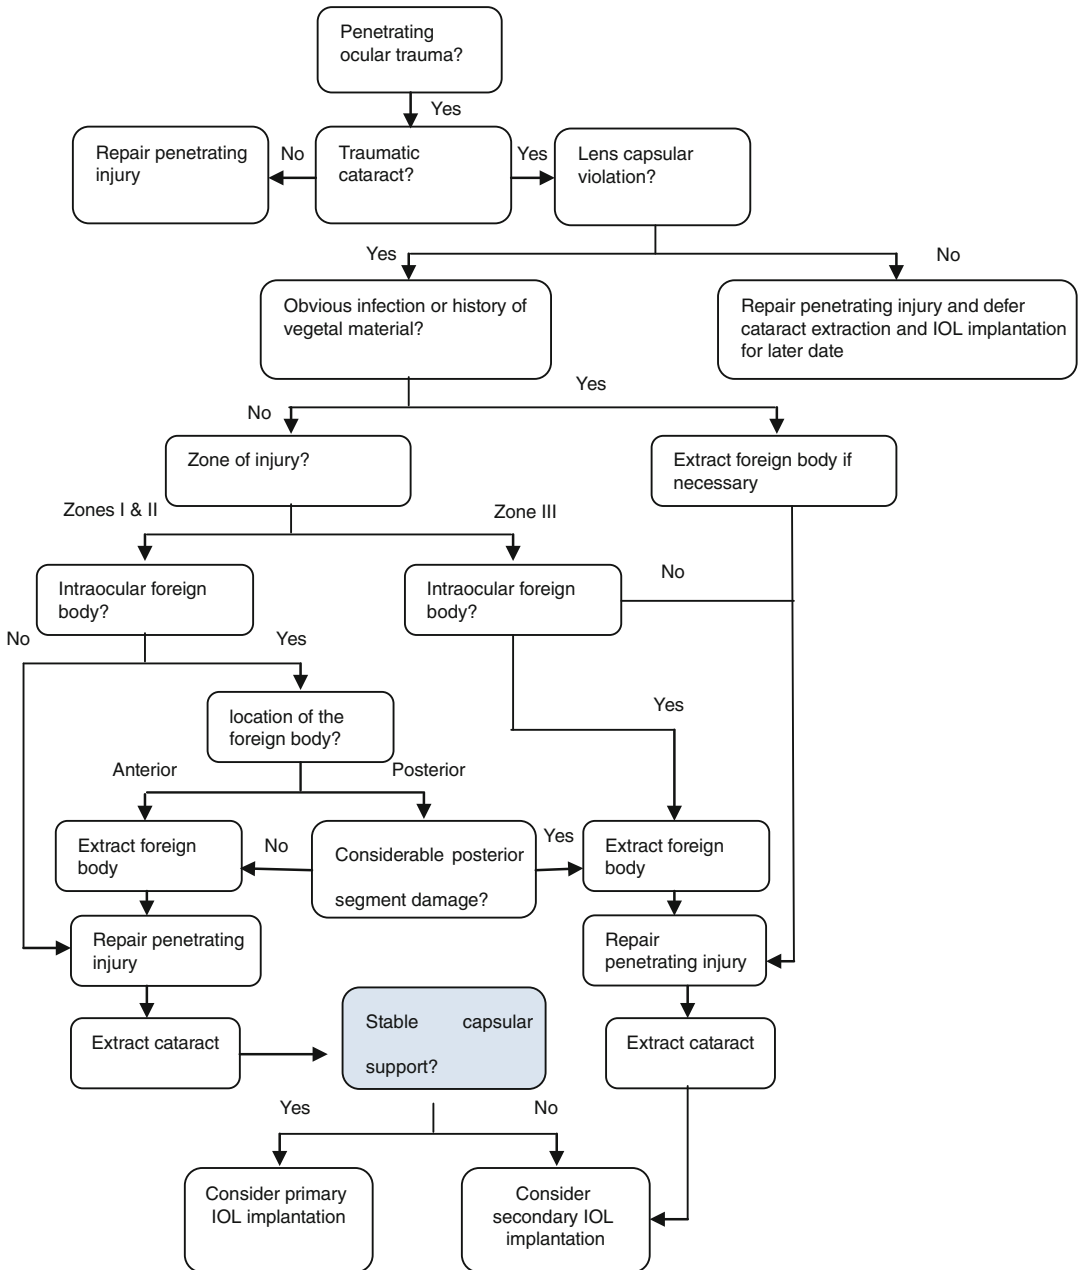 Penetrating
ocular trauma?
Yes
Repair penetrating
injury
No
Traumatic
cataract?
Yes
Lens capsular
violation?
Yes
No
Obvious infection or history of
vegetal material?
Repair penetrating injury and defer
cataract extraction and IOL implantation
for later date
Yes
No
Zone of injury?
Extract foreign body if
necessary
Zones I & II
Zone III
Intraocular foreign
body?
Intraocular foreign
body?
No
No
Yes
location of the
foreign body?
Yes
Anterior
Posterior
Extract foreign
body
No
Considerable posterior
segment damage?
Yes
Extract foreign
body
Repair penetrating
injury
Repair
penetrating injury
Extract cataract
Stable capsular
support?
Extract cataract
Yes
No
Consider primary
IOL implantation
Consider
secondary IOL
implantation